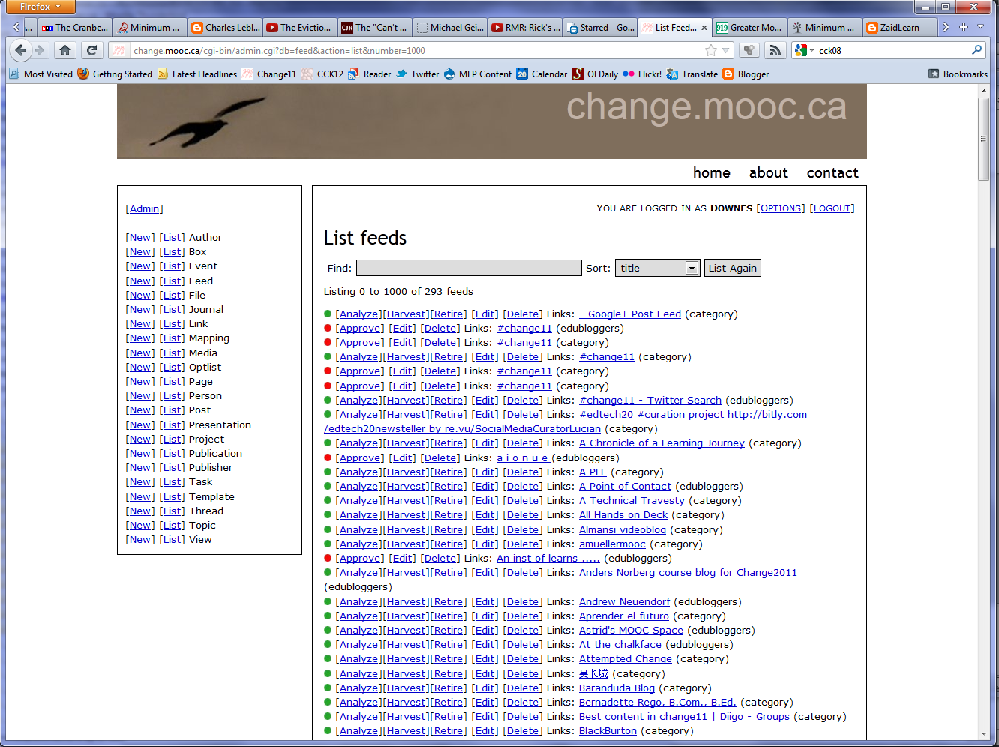 Firefox
... The Cranbe... Minimum ... Charles Lebl... The Evictio... CJR The "Can't ... Michael Gei... RMR: Rick's ... Starred - Go... List Feed... 919 Greater Mo... Minimum ... ZaidLearn
change.mooc.ca/cgi-bin/admin.cgi?db=feed&action=list&number=1000 cck08
Most Visited Getting Started Latest Headlines Change11 CCK12 Reader Twitter MFP Content 20 Calendar S OLDaily Flickr! Translate Blogger Bookmarks
change.mooc.ca
home about contact
[Admin]
[New] [List] Author
[New] [List] Box
[New] [List] Event
[New] [List] Feed
[New] [List] File
[New] [List] Journal
[New] [List] Link
[New] [List] Mapping
[New] [List] Media
[New] [List] Optlist
[New] [List] Page
[New] [List] Person
[New] [List] Post
[New] [List] Presentation
[New] [List] Project
[New] [List] Publication
[New] [List] Publisher
[New] [List] Task
[New] [List] Template
[New] [List] Thread
[New] [List] Topic
[New] [List] View
YOU ARE LOGGED IN AS DOWNES [OPTIONS] [LOGOUT]
List feeds
Find: Sort: title List Again
Listing 0 to 1000 of 293 feeds
[Analyze][Harvest][Retire] [Edit] [Delete] Links: - Google+ Post Feed (category)
[Approve] [Edit] [Delete] Links: #change11 (edubloggers)
[Approve] [Edit] [Delete] Links: #change11 (category)
[Analyze][Harvest][Retire] [Edit] [Delete] Links: #change11 (category)
[Approve] [Edit] [Delete] Links: #change11 (category)
[Approve] [Edit] [Delete] Links: #change11 (category)
[Analyze][Harvest][Retire] [Edit] [Delete] Links: #change11 - Twitter Search (edubloggers)
[Analyze][Harvest][Retire] [Edit] [Delete] Links: #edtech20 #curation project http://bitly.com
/edtech20newsteller by re.vu/SocialMediaCuratorLucian (category)
[Analyze][Harvest][Retire] [Edit] [Delete] Links: A Chronicle of a Learning Journey (category)
[Approve] [Edit] [Delete] Links: a i o n u e (edubloggers)
[Analyze][Harvest][Retire] [Edit] [Delete] Links: A PLE (category)
[Analyze][Harvest][Retire] [Edit] [Delete] Links: A Point of Contact (edubloggers)
[Analyze][Harvest][Retire] [Edit] [Delete] Links: A Technical Travesty (category)
[Analyze][Harvest][Retire] [Edit] [Delete] Links: All Hands on Deck (category)
[Analyze][Harvest][Retire] [Edit] [Delete] Links: Almansi videoblog (category)
[Analyze][Harvest][Retire] [Edit] [Delete] Links: amuellermooc (category)
[Approve] [Edit] [Delete] Links: An inst of learns ..... (edubloggers)
[Analyze][Harvest][Retire] [Edit] [Delete] Links: Anders Norberg course blog for Change2011
(edubloggers)
[Analyze][Harvest][Retire] [Edit] [Delete] Links: Andrew Neuendorf (edubloggers)
[Analyze][Harvest][Retire] [Edit] [Delete] Links: Aprender el futuro (category)
[Analyze][Harvest][Retire] [Edit] [Delete] Links: Astrid's MOOC Space (edubloggers)
[Analyze][Harvest][Retire] [Edit] [Delete] Links: At the chalkface (edubloggers)
[Analyze][Harvest][Retire] [Edit] [Delete] Links: Attempted Change (category)
[Analyze][Harvest][Retire] [Edit] [Delete] Links: 吴长城 (category)
[Analyze][Harvest][Retire] [Edit] [Delete] Links: Baranduda Blog (category)
[Analyze][Harvest][Retire] [Edit] [Delete] Links: Bernadette Rego, B.Com., B.Ed. (category)
[Analyze][Harvest][Retire] [Edit] [Delete] Links: Best content in change11 | Diigo - Groups (category)
[Analyze][Harvest][Retire] [Edit] [Delete] Links: BlackBurton (category)